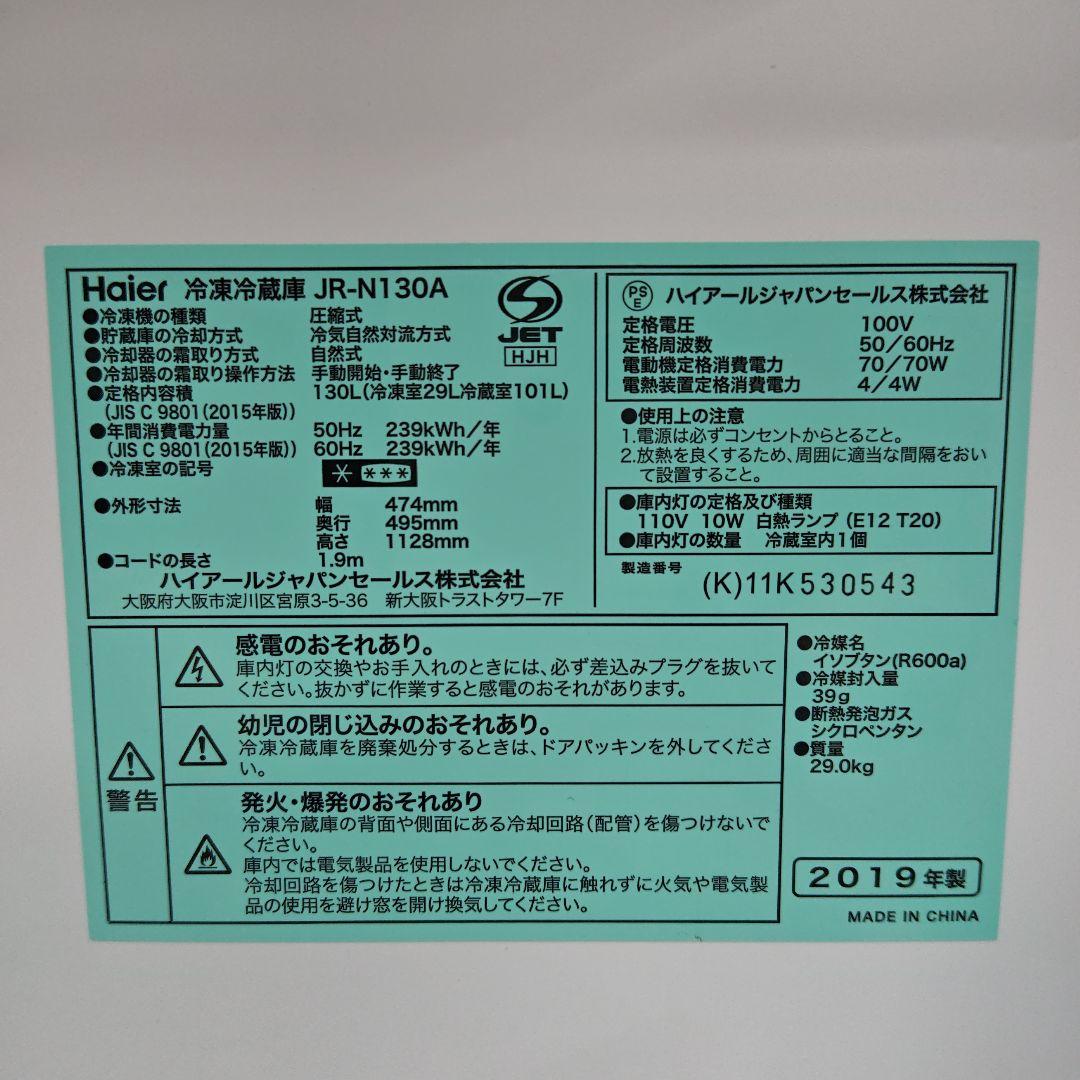 Haier 冷凍冷蔵庫 JR-N130A
●冷凍機の種類 圧縮式
●貯蔵庫の冷却方式 冷気自然対流方式
●冷却器の霜取り方式 自然式
●冷却器の霜取り操作方法 手動開始・手動終了
●定格内容積 130L(冷凍室29L冷蔵室101L)
(JIS C 9801(2015年版))
●年間消費電力量 50Hz 239kWh/年
(JIS C 9801(2015年版)) 60Hz 239kWh/年
●冷凍室の記号 * ***
●外形寸法 幅 474mm
奥行 495mm
高さ 1128mm
●コードの長さ 1.9m
ハイアールジャパンセールス株式会社
大阪府大阪市淀川区宮原3-5-36 新大阪トラストタワー7F
JET
HJH
PS
E
ハイアールジャパンセールス株式会社
定格電圧 100V
定格周波数 50/60Hz
電動機定格消費電力 70/70W
電熱装置定格消費電力 4/4W
●使用上の注意
1.電源は必ずコンセントからとること。
2.放熱を良くするため、周囲に適当な間隔をおい
て設置すること。
●庫内灯の定格及び種類
110V 10W 白熱ランプ (E12 T20)
●庫内灯の数量 冷蔵室内1個
製造番号
(K)11K530543
警告
感電のおそれあり。
庫内灯の交換やお手入れのときには、必ず差込みプラグを抜いて
ください。抜かずに作業すると感電のおそれがあります。
幼児の閉じ込みのおそれあり。
冷凍冷蔵庫を廃棄処分するときは、ドアパッキンを外してくださ
い。
発火・爆発のおそれあり
冷凍冷蔵庫の背面や側面にある冷却回路(配管)を傷つけないで
ください。
庫内では電気製品を使用しないでください。
冷却回路を傷つけたときは冷凍冷蔵庫に触れずに火気や電気製
品の使用を避け窓を開け換気してください。
●冷媒名
イソブタン(R600a)
●冷媒封入量
39g
●断熱発泡ガス
シクロペンタン
●質量
29.0kg
2019年製
MADE IN CHINA